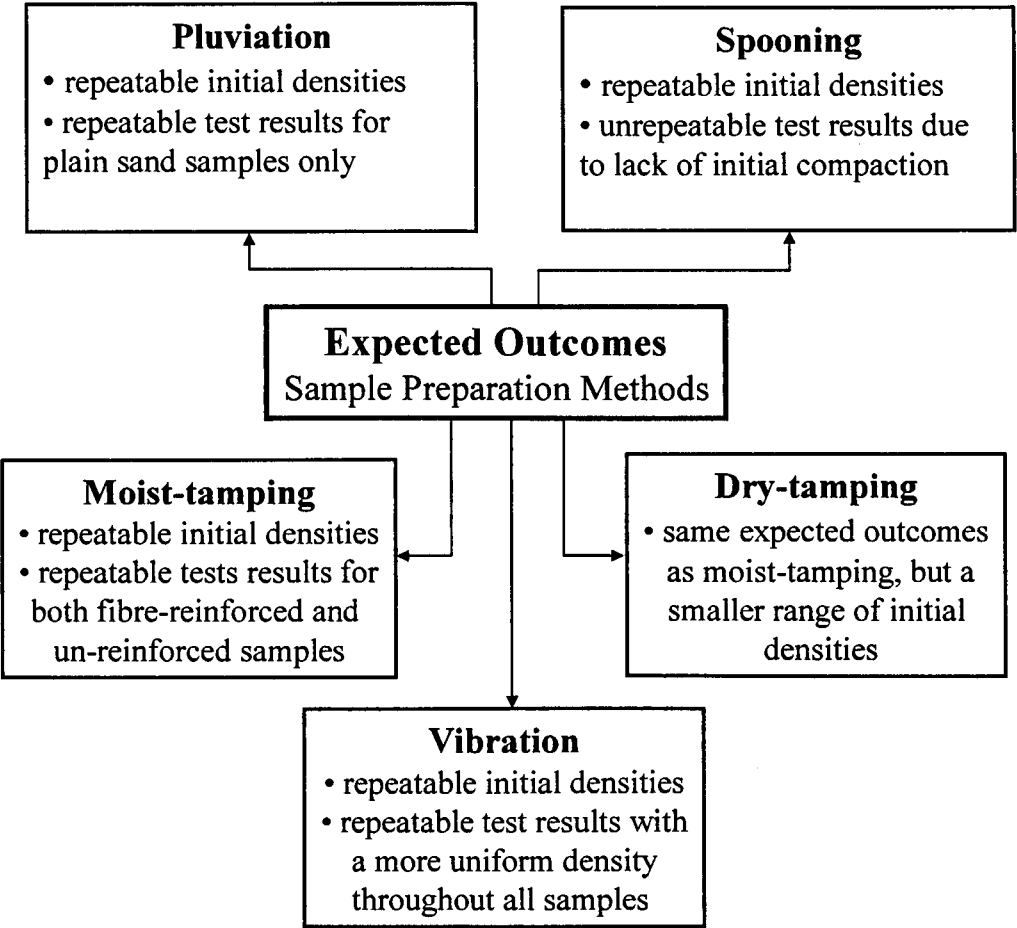 Pluviation
• repeatable initial densities
• repeatable test results for
plain sand samples only
Spooning
• repeatable initial densities
• unrepeatable test results due
to lack of initial compaction
Expected Outcomes
Sample Preparation Methods
Moist-tamping
• repeatable initial densities
• repeatable tests results for
both fibre-reinforced and
un-reinforced samples
Dry-tamping
• same expected outcomes
as moist-tamping, but a
smaller range of initial
densities
Vibration
• repeatable initial densities
• repeatable test results with
a more uniform density
throughout all samples